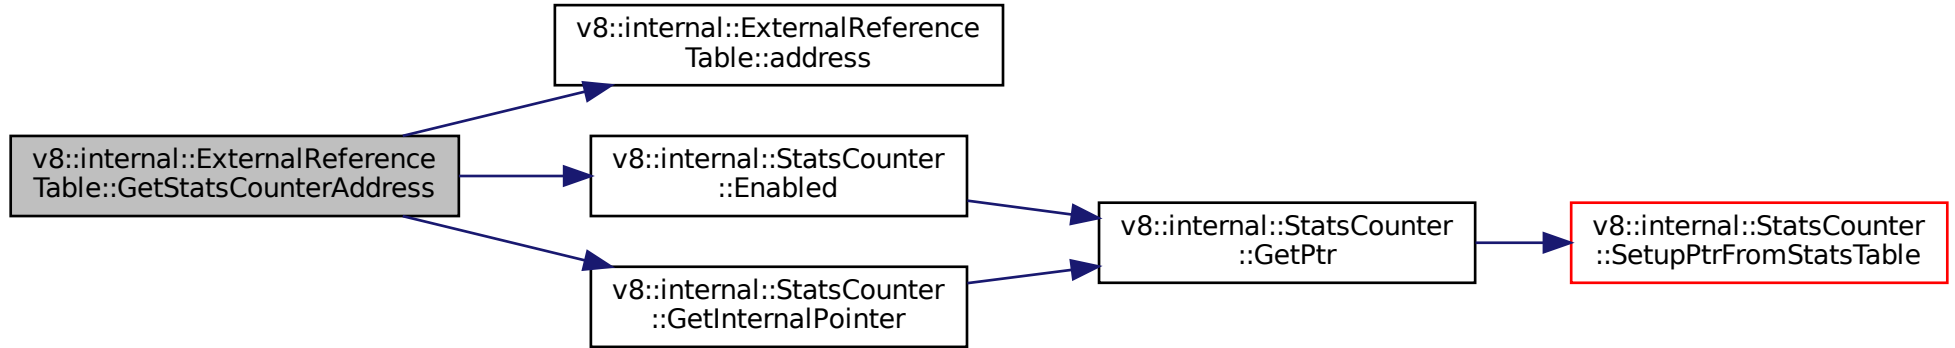 v8::internal::ExternalReference
Table::address
v8::internal::ExternalReference
Table::GetStatsCounterAddress
v8::internal::StatsCounter
::Enabled
v8::internal::StatsCounter
::GetInternalPointer
v8::internal::StatsCounter
::GetPtr
v8::internal::StatsCounter
::SetupPtrFromStatsTable